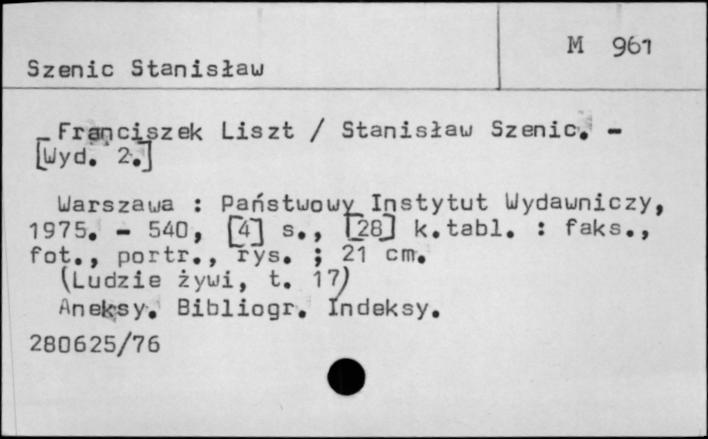 M 961
Szenic Stanisław
Franciszek Liszt / Stanisław Szenic. -
[Wyd. 2.]
Warszawa : Państwowy Instytut Wydawniczy,
1975. - 540, [4] s., [28] k.tabl. : faks.,
fot., portr., rys. ; 21 cm.
(Ludzie żywi, t. 17)
Aneksy. Bibliogr. Indeksy.
280625/76